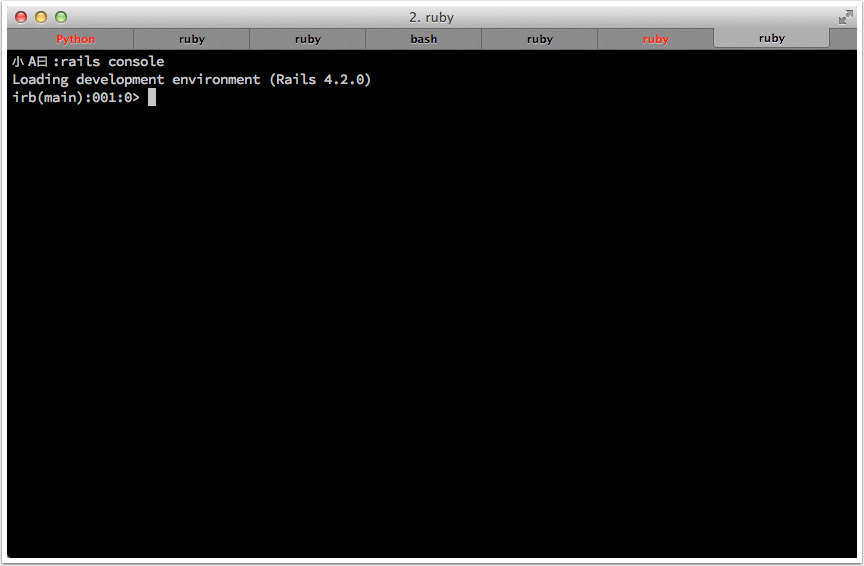 2. ruby
Python ruby ruby bash ruby ruby ruby
小 A日 :rails console
Loading development environment (Rails 4.2.0)
irb(main):001:0>